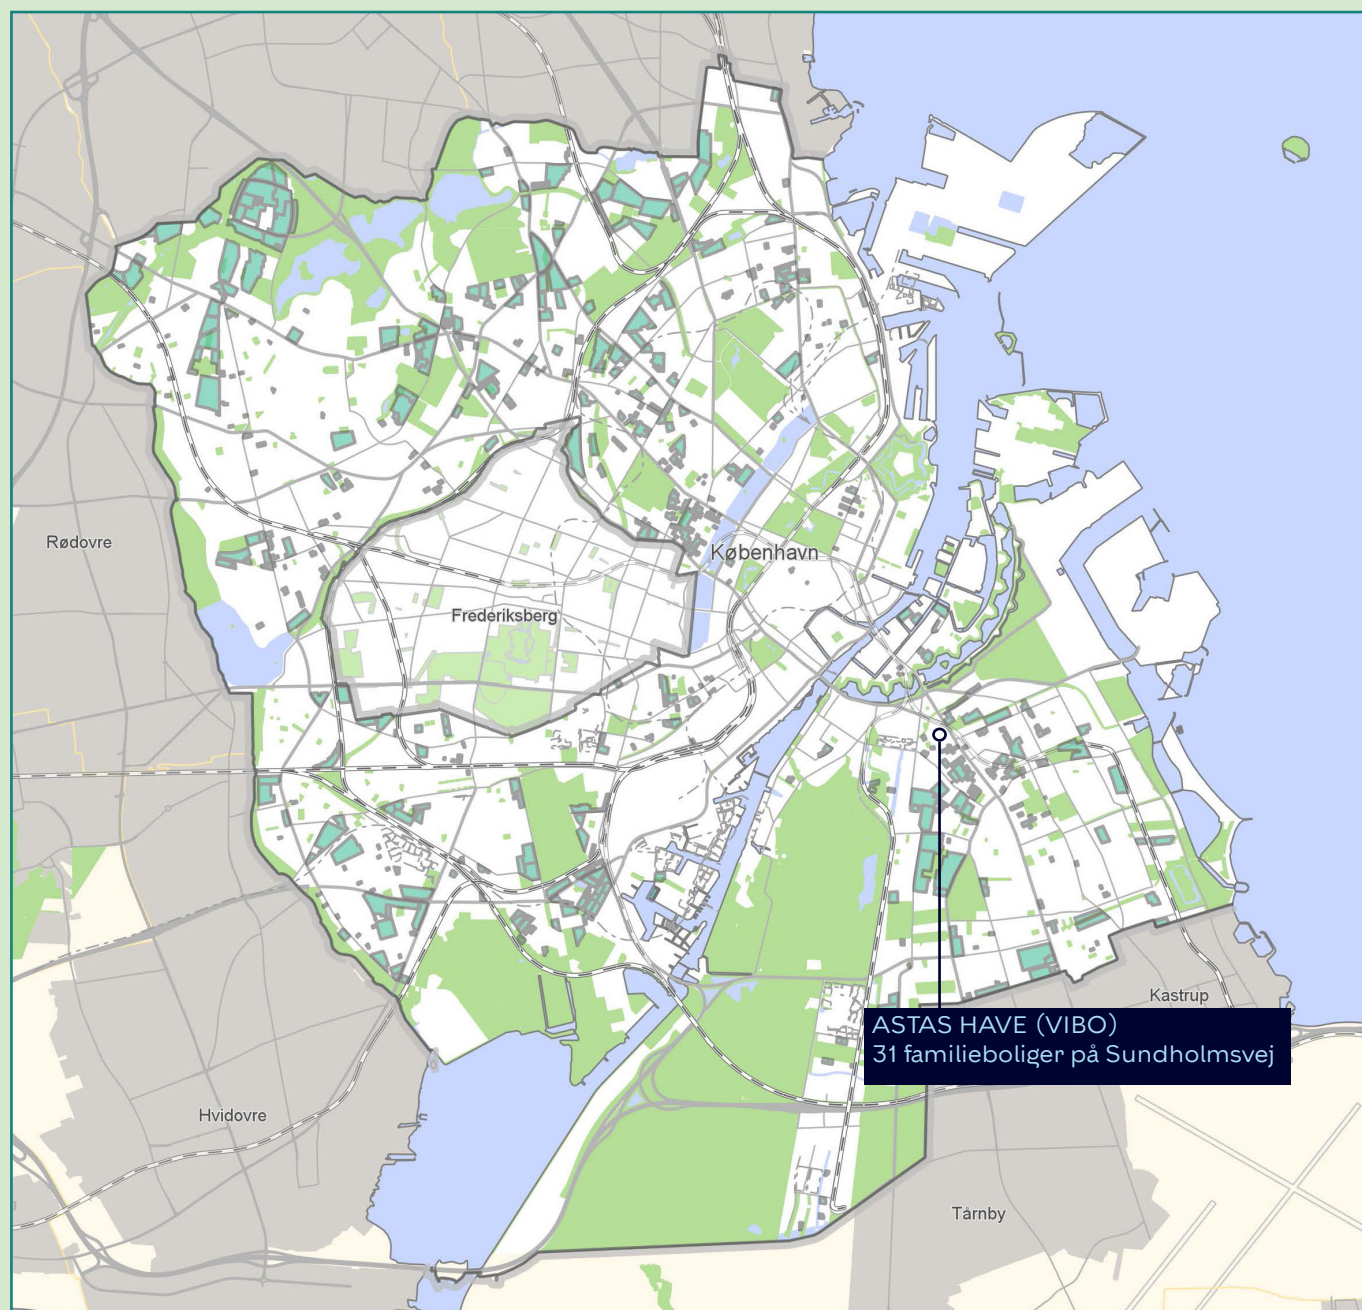 Rødovre
København
Frederiksberg
Kastrup
ASTAS HAVE (VIBO)
31 familieboliger på Sundholmsvej
Hvidovre
Tårnby